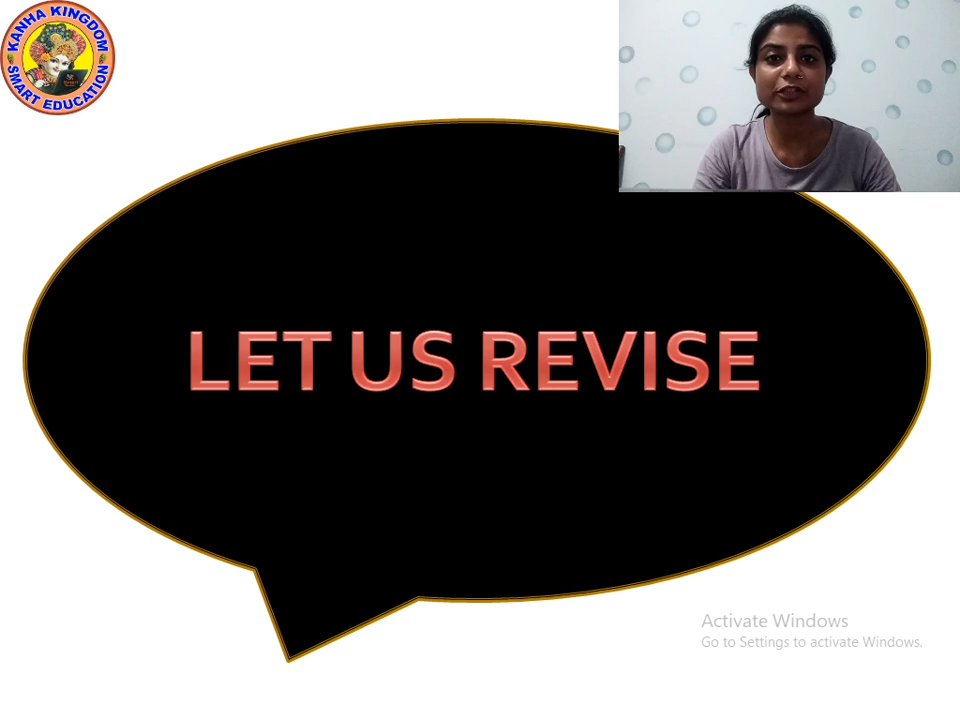 KANHA KINGDOM
SMART EDUCATION
LET US REVISE
Activate Windows
Go to Settings to activate Windows.